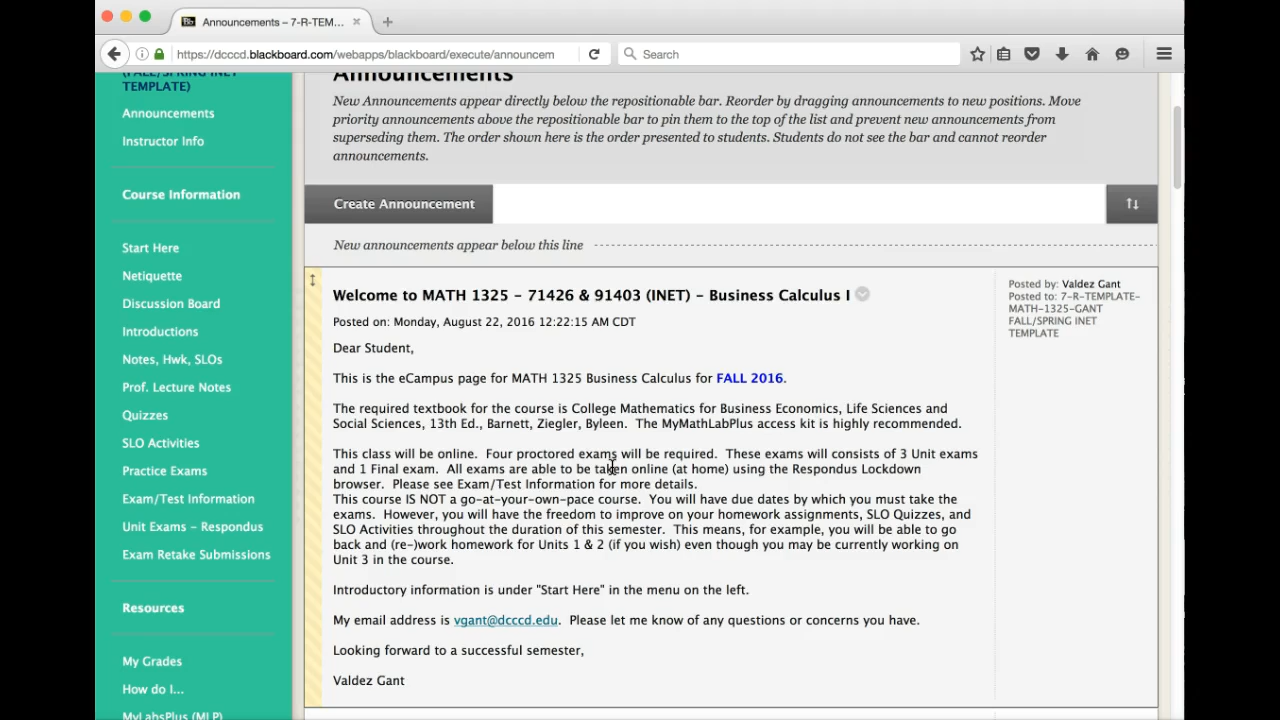 Announcements – 7-R-TEM...
https://dcccd.blackboard.com/webapps/blackboard/execute/announcem
Search
(FALL/SPRING INET
TEMPLATE)
Announcements
Instructor Info
Course Information
Start Here
Netiquette
Discussion Board
Introductions
Notes, Hwk, SLOs
Prof. Lecture Notes
Quizzes
SLO Activities
Practice Exams
Exam/Test Information
Unit Exams – Respondus
Exam Retake Submissions
Resources
My Grades
How do I...
MyLabsPlus (MLP)
Announcements
New Announcements appear directly below the repositionable bar. Reorder by dragging announcements to new positions. Move
priority announcements above the repositionable bar to pin them to the top of the list and prevent new announcements from
superseding them. The order shown here is the order presented to students. Students do not see the bar and cannot reorder
announcements.
Create Announcement
New announcements appear below this line
Welcome to MATH 1325 – 71426 & 91403 (INET) – Business Calculus I
Posted on: Monday, August 22, 2016 12:22:15 AM CDT
Dear Student,
This is the eCampus page for MATH 1325 Business Calculus for FALL 2016.
The required textbook for the course is College Mathematics for Business Economics, Life Sciences and
Social Sciences, 13th Ed., Barnett, Ziegler, Byleen. The MyMathLabPlus access kit is highly recommended.
This class will be online. Four proctored exams will be required. These exams will consists of 3 Unit exams
and 1 Final exam. All exams are able to be taken online (at home) using the Respondus Lockdown
browser. Please see Exam/Test Information for more details.
This course IS NOT a go-at-your-own-pace course. You will have due dates by which you must take the
exams. However, you will have the freedom to improve on your homework assignments, SLO Quizzes, and
SLO Activities throughout the duration of this semester. This means, for example, you will be able to go
back and (re-)work homework for Units 1 & 2 (if you wish) even though you may be currently working on
Unit 3 in the course.
Introductory information is under "Start Here" in the menu on the left.
My email address is vgant@dcccd.edu. Please let me know of any questions or concerns you have.
Looking forward to a successful semester,
Valdez Gant
Posted by: Valdez Gant
Posted to: 7-R-TEMPLATE-
MATH-1325-GANT
FALL/SPRING INET
TEMPLATE